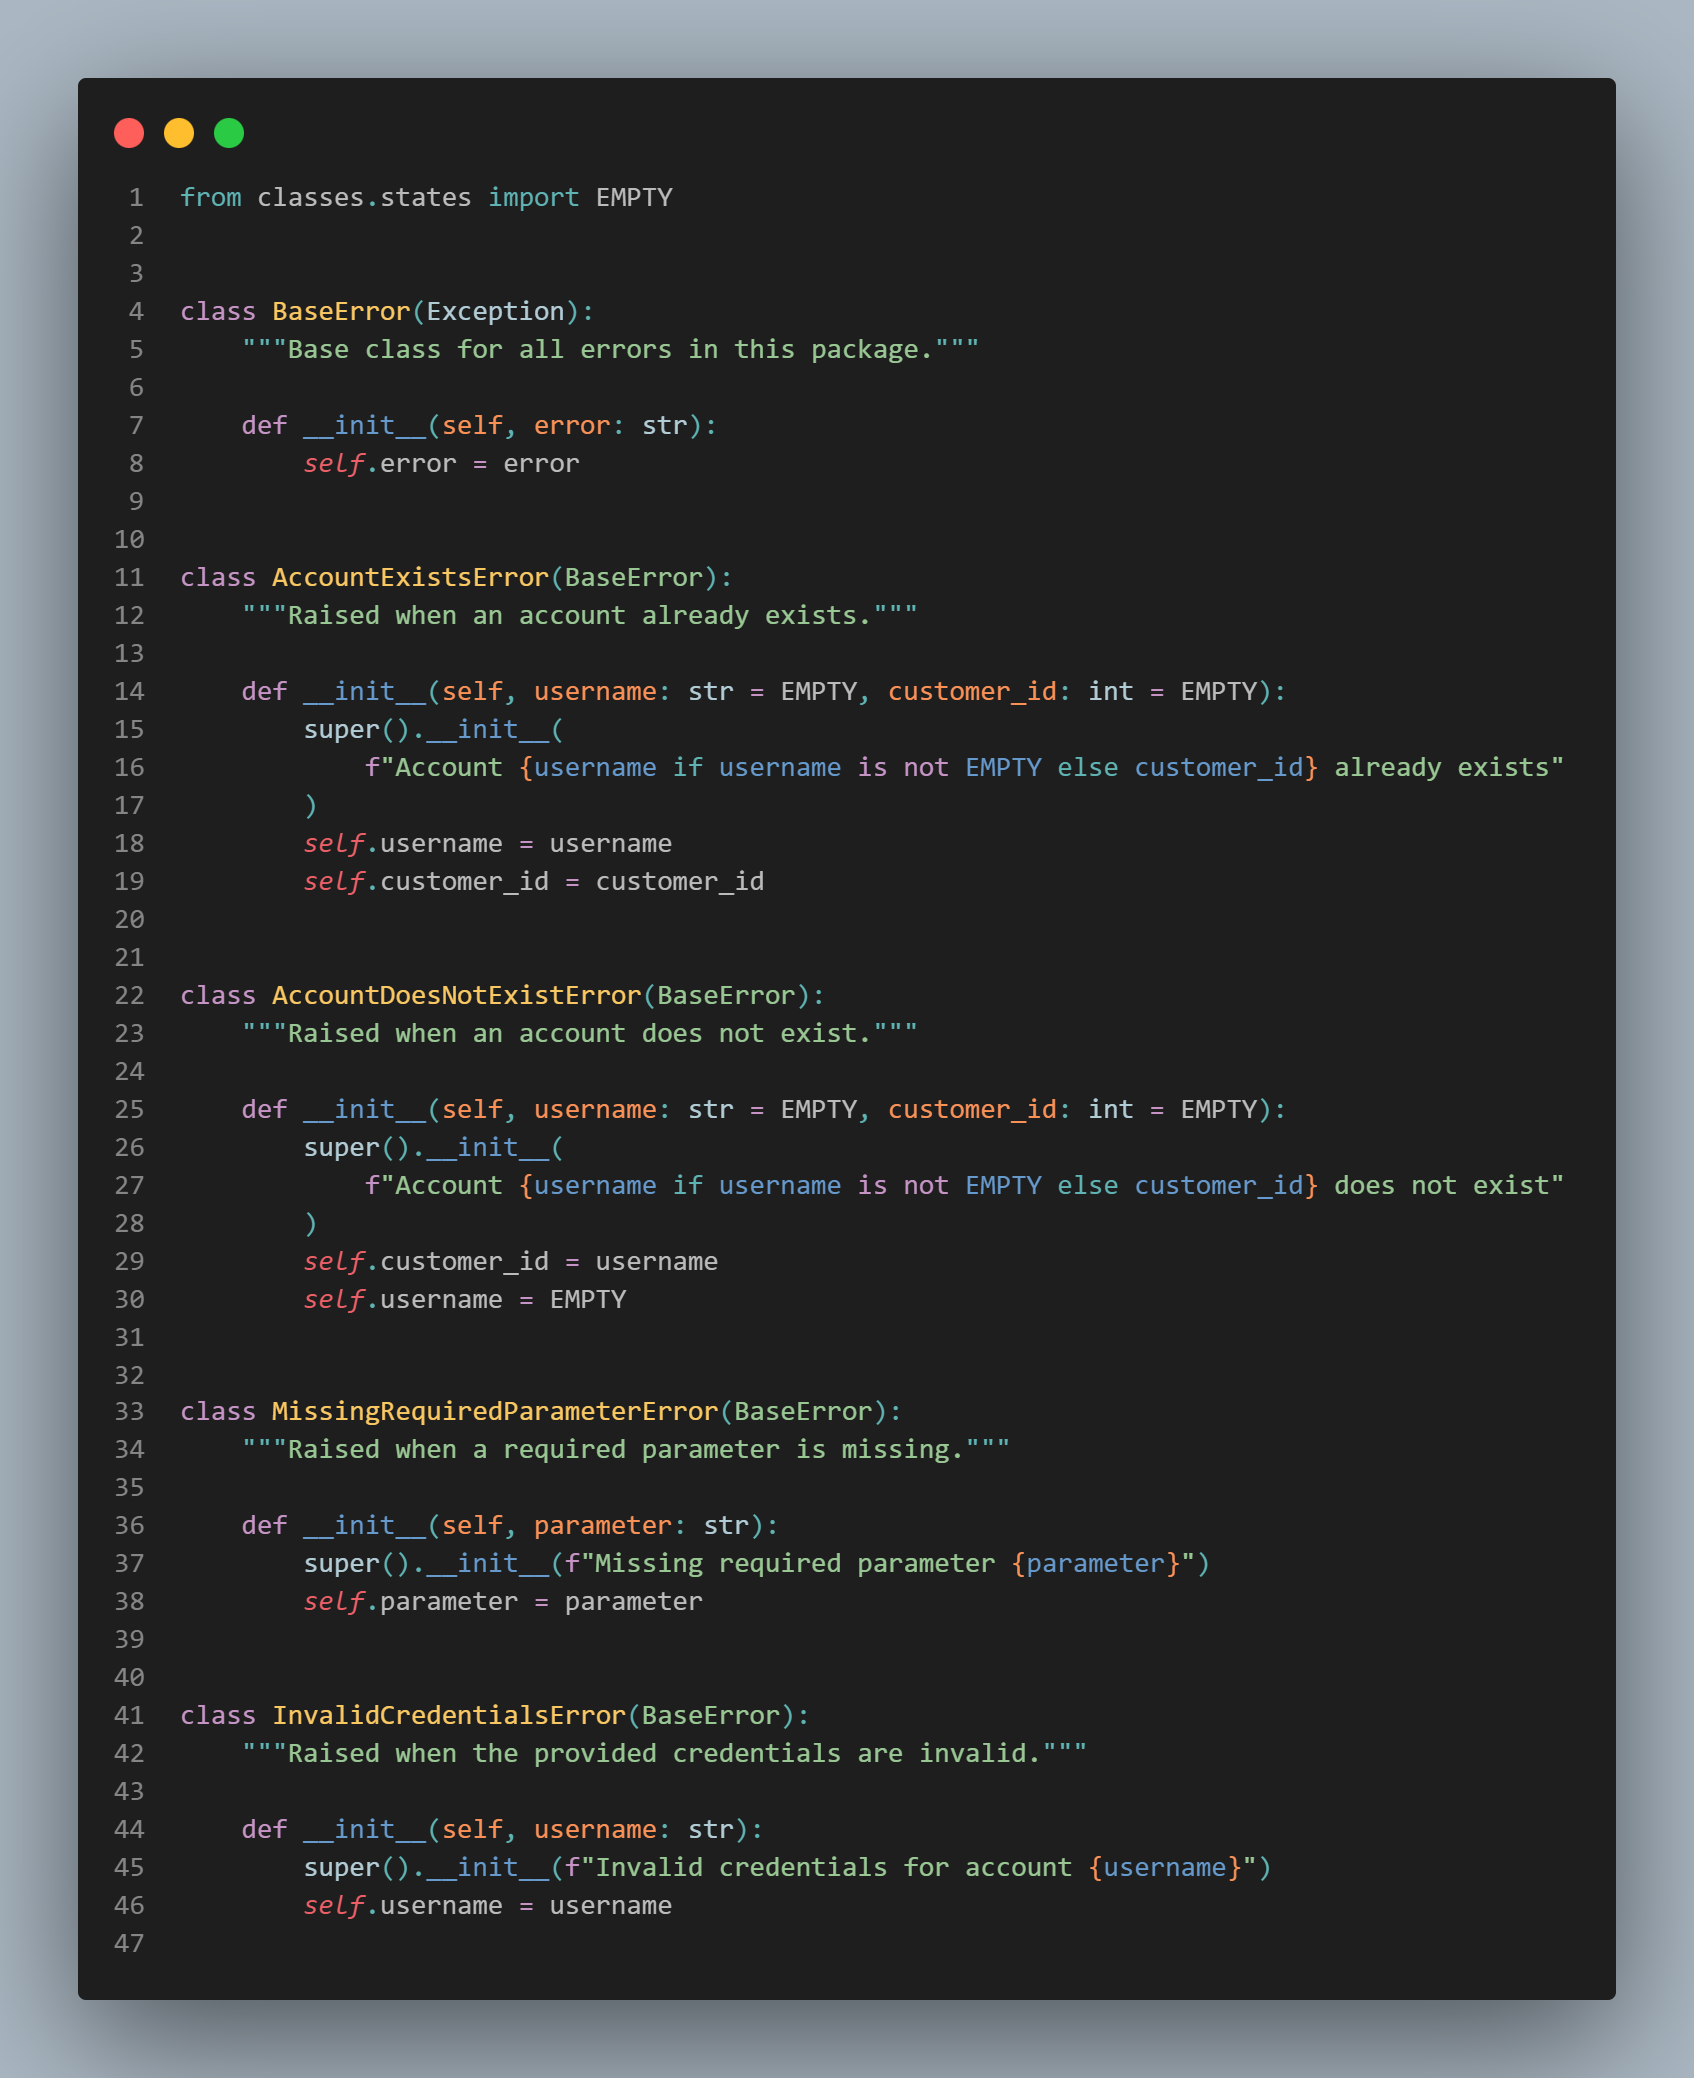 1 from classes.states import EMPTY
2
3
4 class BaseError(Exception):
5     """Base class for all errors in this package."""
6
7     def __init__(self, error: str):
8         self.error = error
9
10
11 class AccountExistsError(BaseError):
12     """Raised when an account already exists."""
13
14     def __init__(self, username: str = EMPTY, customer_id: int = EMPTY):
15         super().__init__(
16             f"Account {username if username is not EMPTY else customer_id} already exists"
17         )
18         self.username = username
19         self.customer_id = customer_id
20
21
22 class AccountDoesNotExistError(BaseError):
23     """Raised when an account does not exist."""
24
25     def __init__(self, username: str = EMPTY, customer_id: int = EMPTY):
26         super().__init__(
27             f"Account {username if username is not EMPTY else customer_id} does not exist"
28         )
29         self.customer_id = username
30         self.username = EMPTY
31
32
33 class MissingRequiredParameterError(BaseError):
34     """Raised when a required parameter is missing."""
35
36     def __init__(self, parameter: str):
37         super().__init__(f"Missing required parameter {parameter}")
38         self.parameter = parameter
39
40
41 class InvalidCredentialsError(BaseError):
42     """Raised when the provided credentials are invalid."""
43
44     def __init__(self, username: str):
45         super().__init__(f"Invalid credentials for account {username}")
46         self.username = username
47